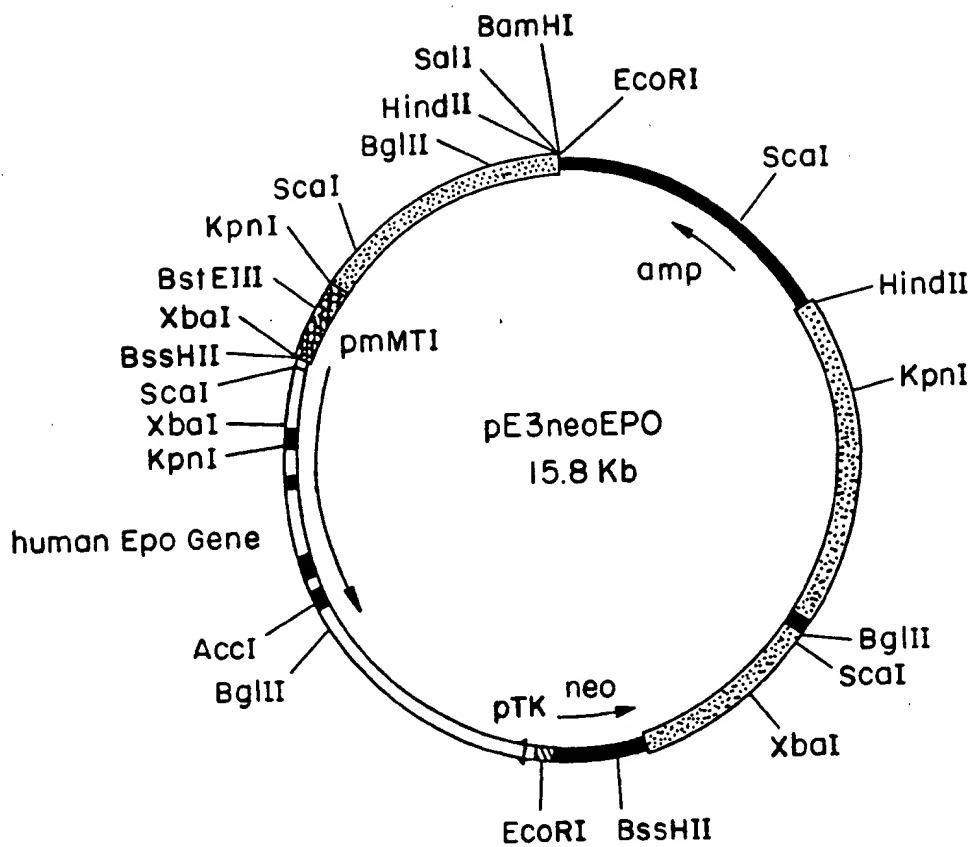 BamHI
SalI
EcoRI
HindII
BglII
ScaI
ScaI
KpnI
amp
BstEIII
HindII
XbaI
pmMTI
BssHII
KpnI
ScaI
XbaI
pE3neoEPO
KpnI
15.8 Kb
human Epo Gene
AccI
BglII
BglII
ScaI
pTK
neo
XbaI
EcoRI
BssHII